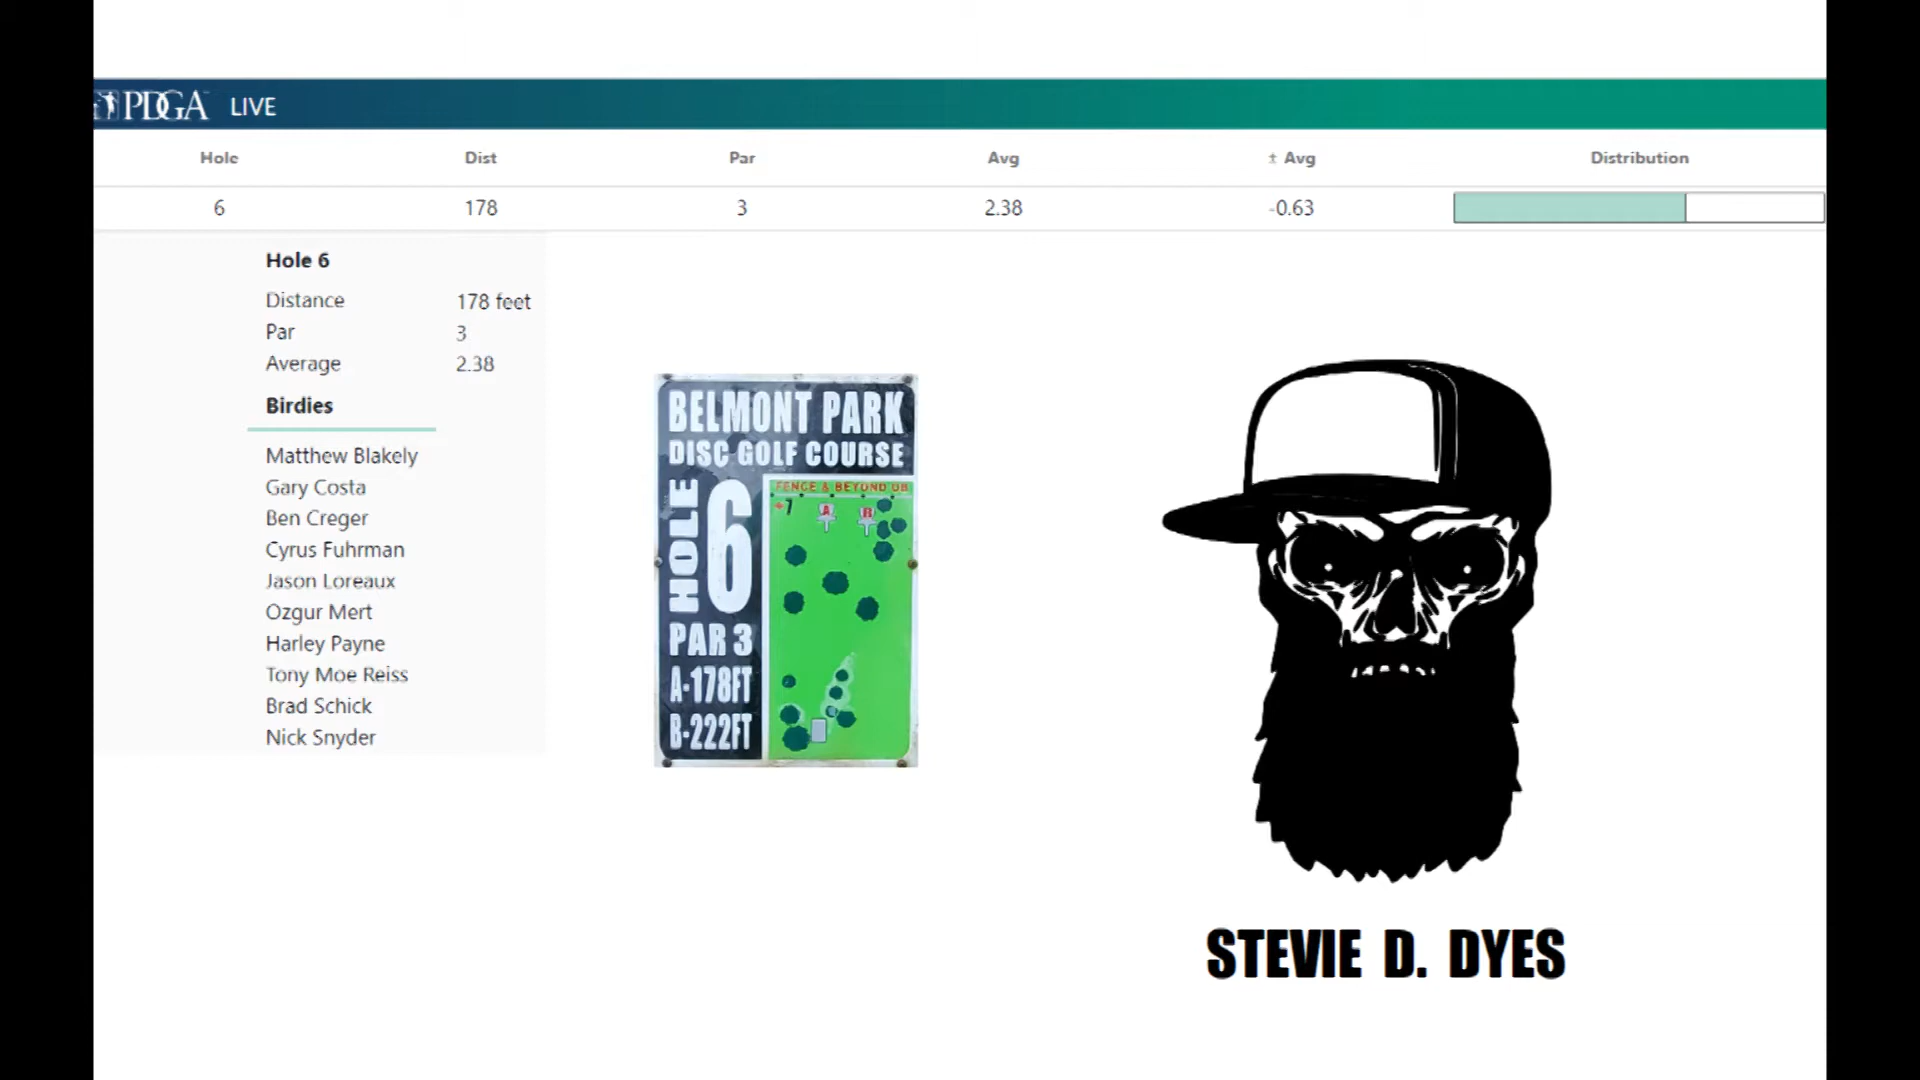 PDGA LIVE
Hole Dist Par Avg ± Avg Distribution
6 178 3 2.38 -0.63
Hole 6
Distance 178 feet
Par 3
Average 2.38
Birdies
Matthew Blakely
Gary Costa
Ben Creger
Cyrus Fuhrman
Jason Loreaux
Ozgur Mert
Harley Payne
Tony Moe Reiss
Brad Schick
Nick Snyder
BELMONT PARK
DISC GOLF COURSE
HOLE 6
PAR 3
A-178FT
B-222FT
FENCE & BEYOND OB
7
A B
STEVIE D. DYES